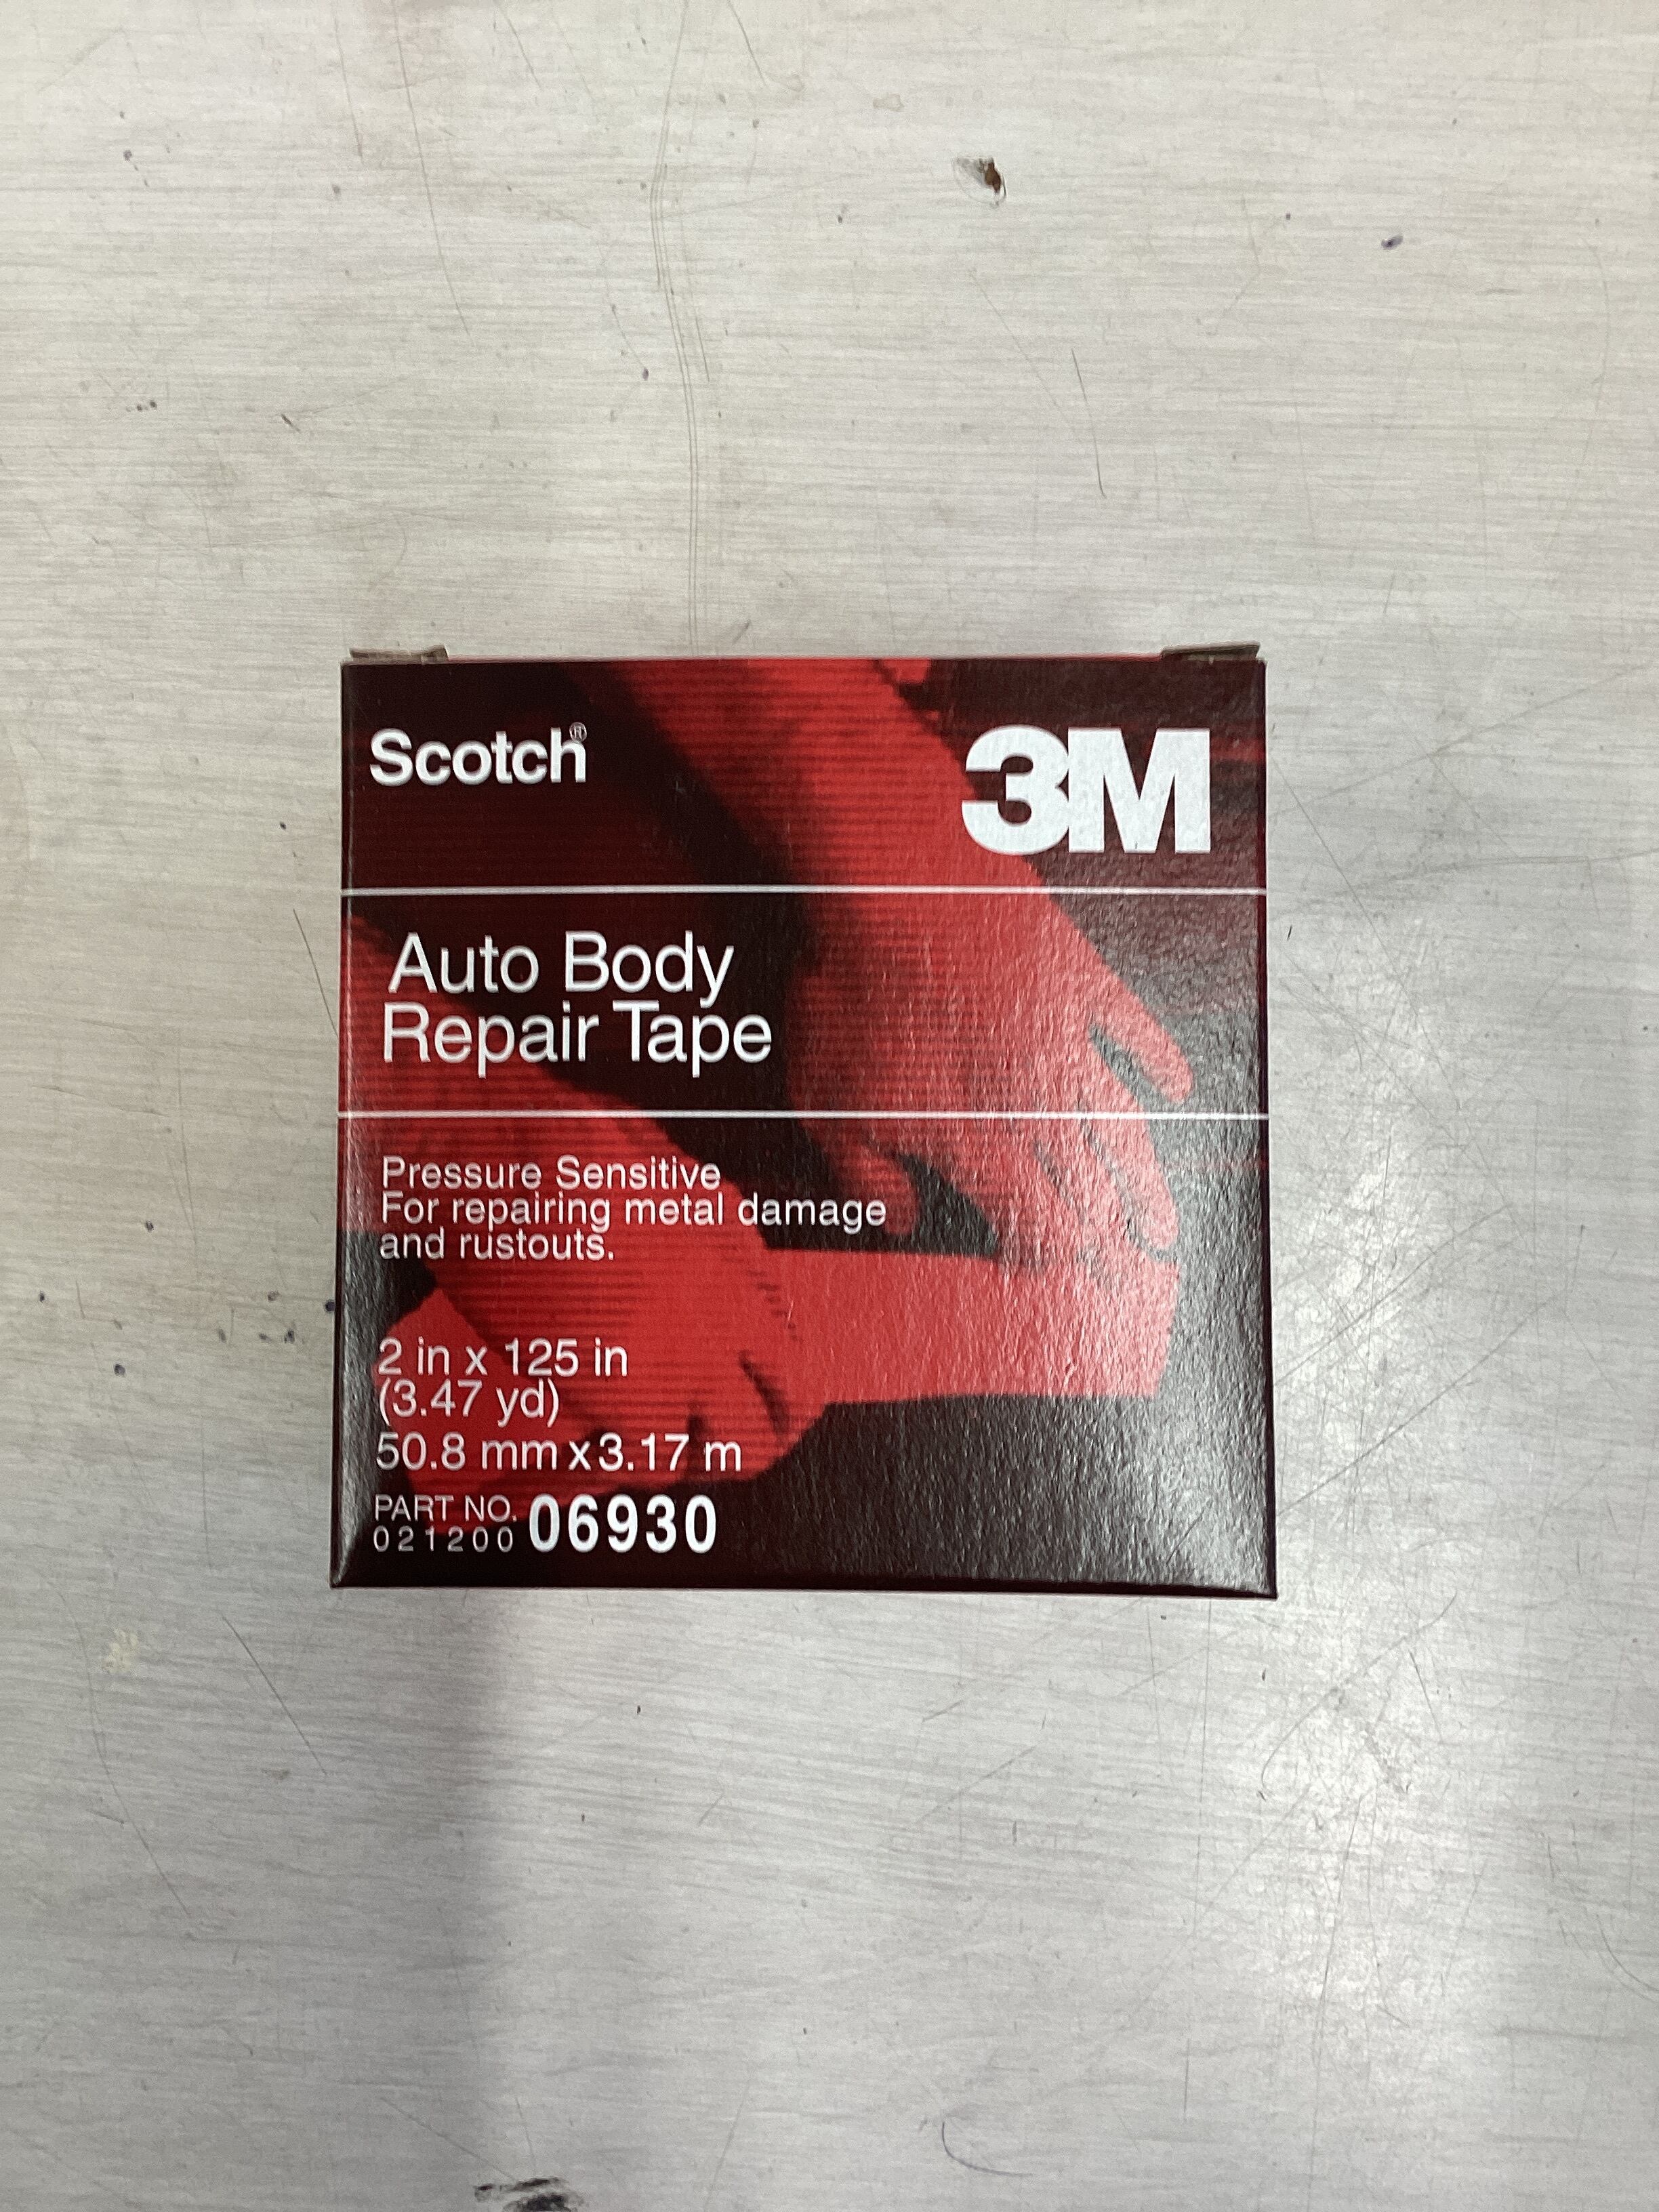 Scotch®
3M
Auto Body
Repair Tape
Pressure Sensitive
For repairing metal damage
and rustouts.
2 in x 125 in
(3.47 yd)
50.8 mm x 3.17 m
PART NO.
021200 06930